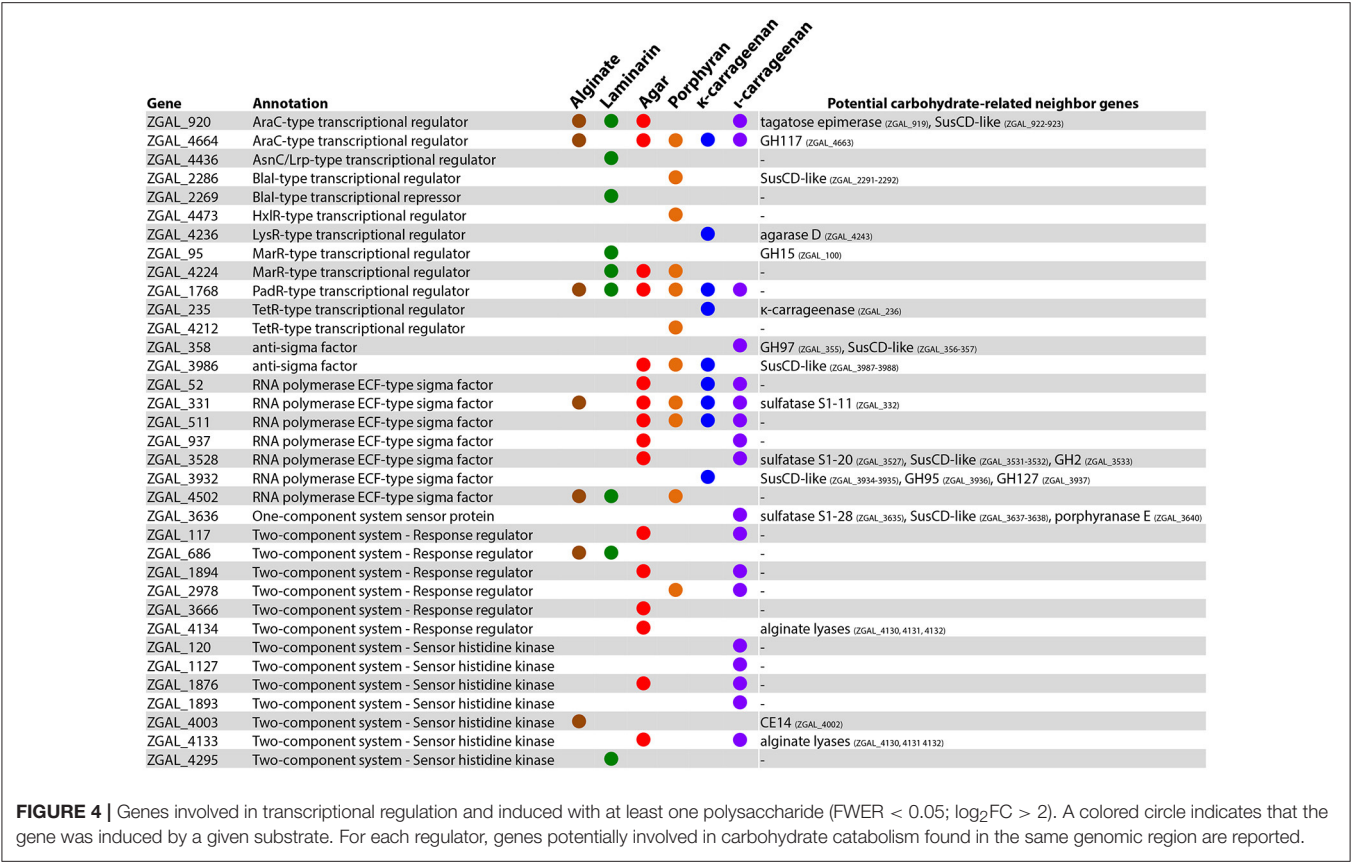 Alginate
Laminarin
Agar
Porphyran
κ-carrageenan
ι-carrageenan
Gene Annotation Potential carbohydrate-related neighbor genes
ZGAL_920 AraC-type transcriptional regulator tagatose epimerase (ZGAL_919), SusCD-like (ZGAL_922-923)
ZGAL_4664 AraC-type transcriptional regulator GH117 (ZGAL_4663)
ZGAL_4436 AsnC/Lrp-type transcriptional regulator -
ZGAL_2286 BlaI-type transcriptional regulator SusCD-like (ZGAL_2291-2292)
ZGAL_2269 BlaI-type transcriptional repressor -
ZGAL_4473 HxlR-type transcriptional regulator -
ZGAL_4236 LysR-type transcriptional regulator agarase D (ZGAL_4243)
ZGAL_95 MarR-type transcriptional regulator GH15 (ZGAL_100)
ZGAL_4224 MarR-type transcriptional regulator -
ZGAL_1768 PadR-type transcriptional regulator -
ZGAL_235 TetR-type transcriptional regulator κ-carrageenase (ZGAL_236)
ZGAL_4212 TetR-type transcriptional regulator -
ZGAL_358 anti-sigma factor GH97 (ZGAL_355), SusCD-like (ZGAL_356-357)
ZGAL_3986 anti-sigma factor SusCD-like (ZGAL_3987-3988)
ZGAL_52 RNA polymerase ECF-type sigma factor -
ZGAL_331 RNA polymerase ECF-type sigma factor sulfatase S1-11 (ZGAL_332)
ZGAL_511 RNA polymerase ECF-type sigma factor -
ZGAL_937 RNA polymerase ECF-type sigma factor -
ZGAL_3528 RNA polymerase ECF-type sigma factor sulfatase S1-20 (ZGAL_3527), SusCD-like (ZGAL_3531-3532), GH2 (ZGAL_3533)
ZGAL_3932 RNA polymerase ECF-type sigma factor SusCD-like (ZGAL_3934-3935), GH95 (ZGAL_3936), GH127 (ZGAL_3937)
ZGAL_4502 RNA polymerase ECF-type sigma factor -
ZGAL_3636 One-component system sensor protein sulfatase S1-28 (ZGAL_3635), SusCD-like (ZGAL_3637-3638), porphyranase E (ZGAL_3640)
ZGAL_117 Two-component system - Response regulator -
ZGAL_686 Two-component system - Response regulator -
ZGAL_1894 Two-component system - Response regulator -
ZGAL_2978 Two-component system - Response regulator -
ZGAL_3666 Two-component system - Response regulator -
ZGAL_4134 Two-component system - Response regulator alginate lyases (ZGAL_4130, 4131, 4132)
ZGAL_120 Two-component system - Sensor histidine kinase -
ZGAL_1127 Two-component system - Sensor histidine kinase -
ZGAL_1876 Two-component system - Sensor histidine kinase -
ZGAL_1893 Two-component system - Sensor histidine kinase -
ZGAL_4003 Two-component system - Sensor histidine kinase CE14 (ZGAL_4002)
ZGAL_4133 Two-component system - Sensor histidine kinase alginate lyases (ZGAL_4130, 4131 4132)
ZGAL_4295 Two-component system - Sensor histidine kinase -
FIGURE 4 | Genes involved in transcriptional regulation and induced with at least one polysaccharide (FWER < 0.05; log2FC > 2). A colored circle indicates that the
gene was induced by a given substrate. For each regulator, genes potentially involved in carbohydrate catabolism found in the same genomic region are reported.